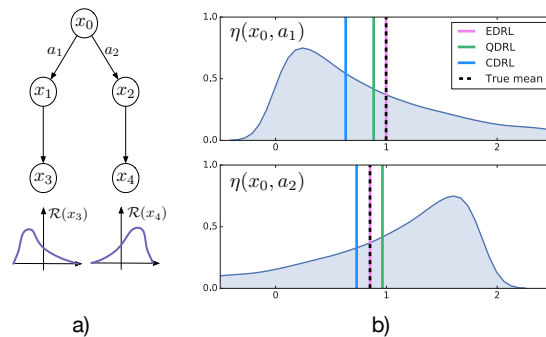 x₀
a₁ a₂
x₁ x₂
x₃ x₄
R(x₃) R(x₄)
a)
η(x₀, a₁)
EDRL
QDRL
CDRL
True mean
1.0
0.5
0.0
0 1 2
η(x₀, a₂)
1.0
0.5
0.0
0 1 2
b)